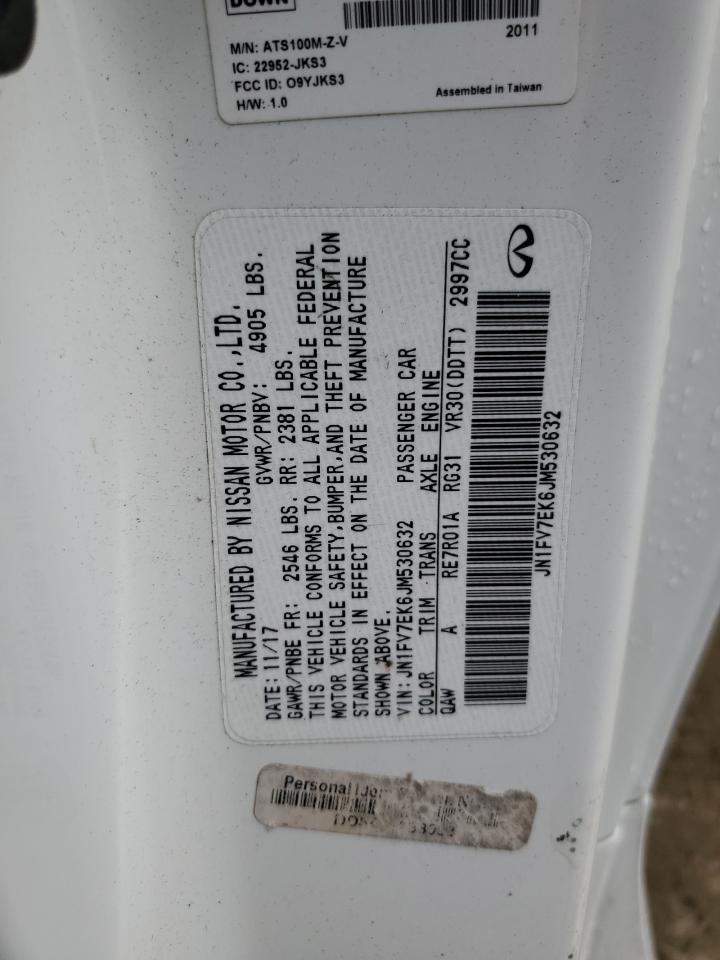 DOWN
M/N: ATS100M-Z-V
IC: 22952-JKS3
FCC ID: O9YJKS3
H/W: 1.0
2011
Assembled in Taiwan
MANUFACTURED BY NISSAN MOTOR CO.,LTD.
DATE: 11/17 GVWR/PNBV: 4905 LBS.
GAWR/PNBE FR: 2546 LBS. RR: 2381 LBS.
THIS VEHICLE CONFORMS TO ALL APPLICABLE FEDERAL
MOTOR VEHICLE SAFETY,BUMPER,AND THEFT PREVENTION
STANDARDS IN EFFECT ON THE DATE OF MANUFACTURE
SHOWN ABOVE.
VIN: JN1FV7EK6JM530632 PASSENGER CAR
COLOR TRIM TRANS AXLE ENGINE
QAW A RE7R01A RG31 VR30(DDTT) 2997CC
JN1FV7EK6JM530632
Personal